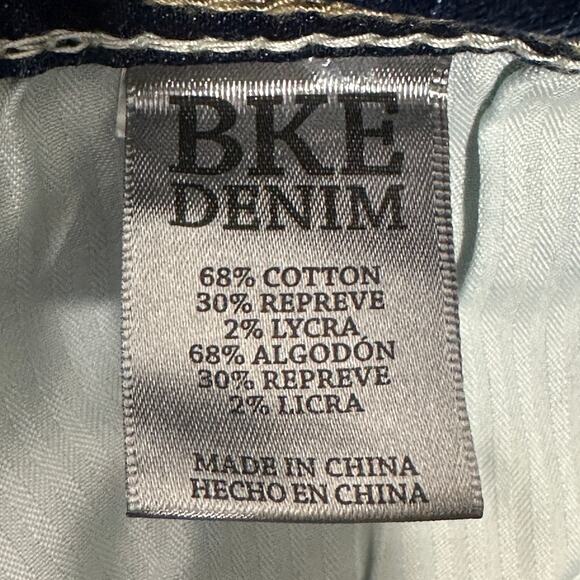 BKE
DENIM
68% COTTON
30% REPREVE
2% LYCRA
68% ALGODÓN
30% REPREVE
2% LICRA
MADE IN CHINA
HECHO EN CHINA